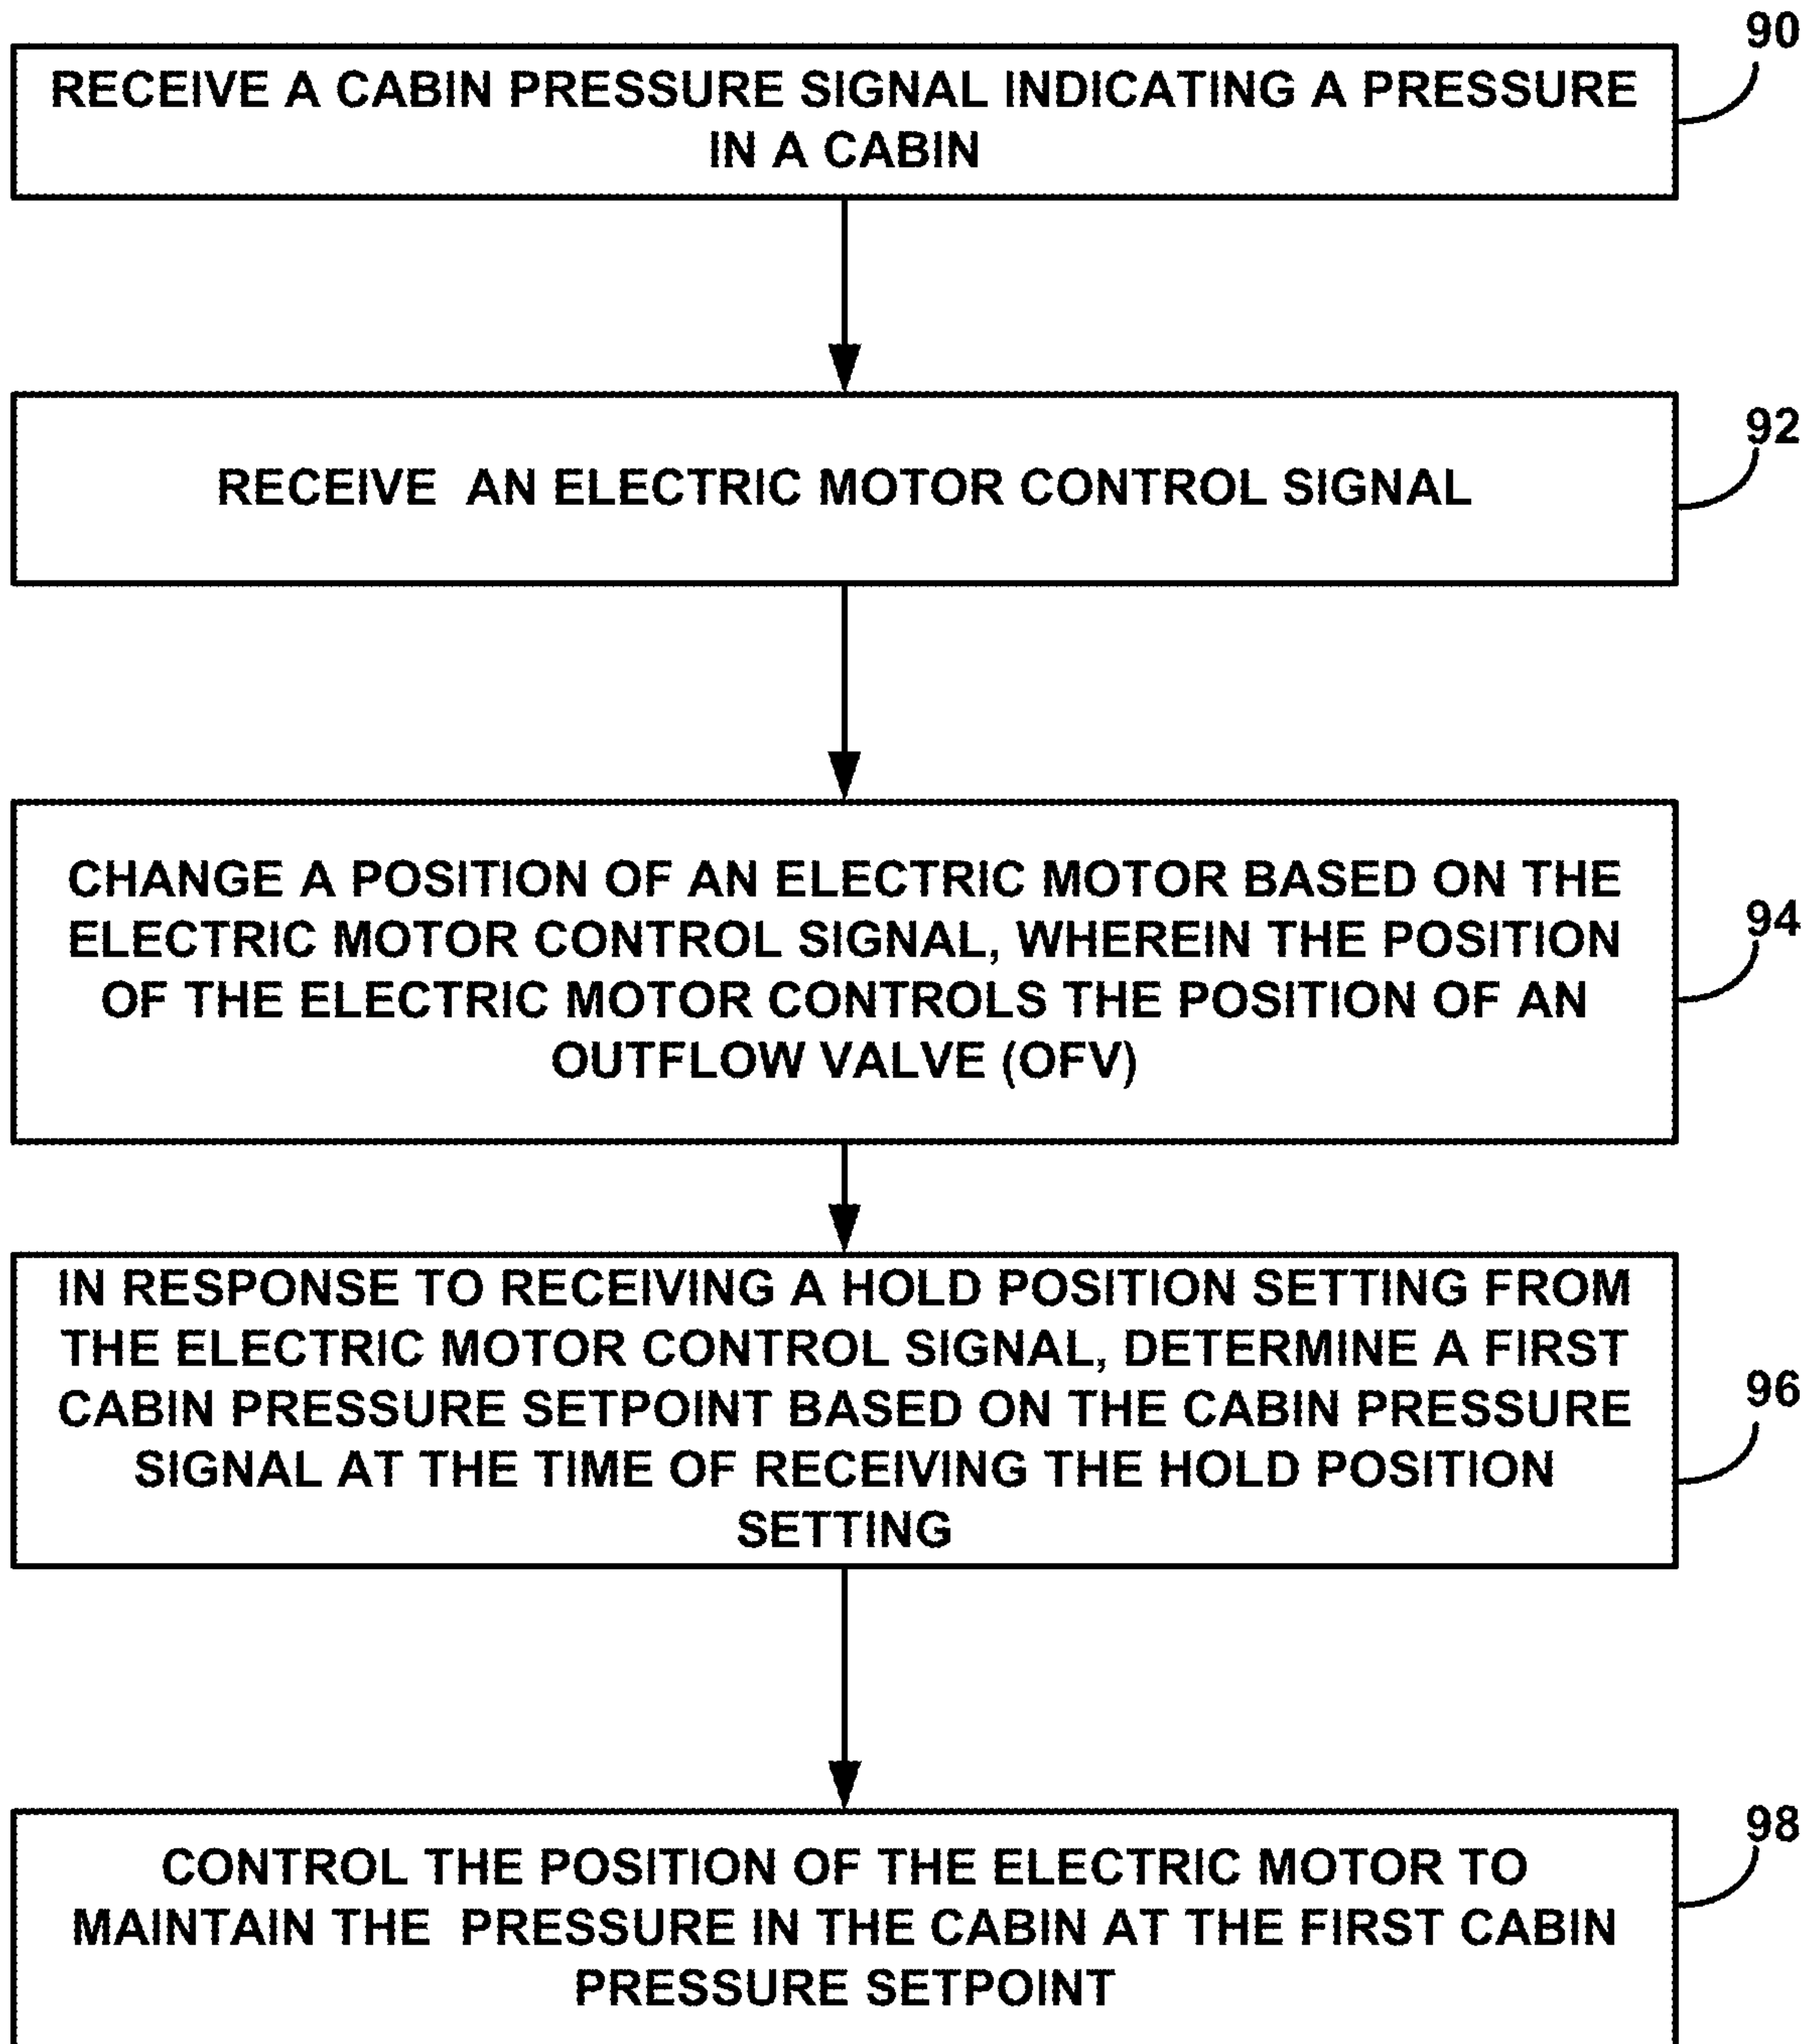 90
RECEIVE A CABIN PRESSURE SIGNAL INDICATING A PRESSURE
IN A CABIN
92
RECEIVE AN ELECTRIC MOTOR CONTROL SIGNAL
CHANGE A POSITION OF AN ELECTRIC MOTOR BASED ON THE
ELECTRIC MOTOR CONTROL SIGNAL, WHEREIN THE POSITION
94
OF THE ELECTRIC MOTOR CONTROLS THE POSITION OF AN
OUTFLOW VALVE (OFV)
IN RESPONSE TO RECEIVING A HOLD POSITION SETTING FROM
THE ELECTRIC MOTOR CONTROL SIGNAL, DETERMINE A FIRST
96
CABIN PRESSURE SETPOINT BASED ON THE CABIN PRESSURE
SIGNAL AT THE TIME OF RECEIVING THE HOLD POSITION
SETTING
98
CONTROL THE POSITION OF THE ELECTRIC MOTOR TO
MAINTAIN THE PRESSURE IN THE CABIN AT THE FIRST CABIN
PRESSURE SETPOINT